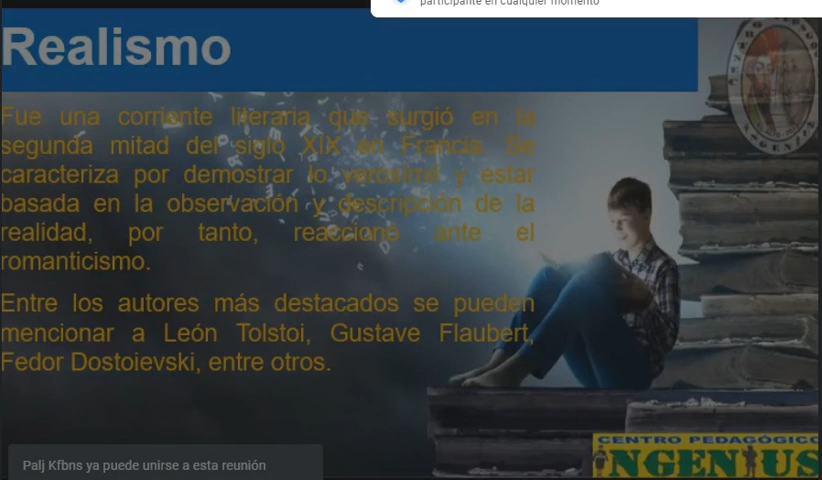 participante en cualquier momento
Realismo
Fue una corriente literaria que surgió en la
segunda mitad del siglo XIX en Francia. Se
caracteriza por demostrar lo verosímil y estar
basada en la observación y descripción de la
realidad, por tanto, reaccionó ante el
romanticismo.
Entre los autores más destacados se pueden
mencionar a León Tolstoi, Gustave Flaubert,
Fedor Dostoievski, entre otros.
CENTRO PEDAGÓGICO
INGENIUS
Palj Kfbns ya puede unirse a esta reunión